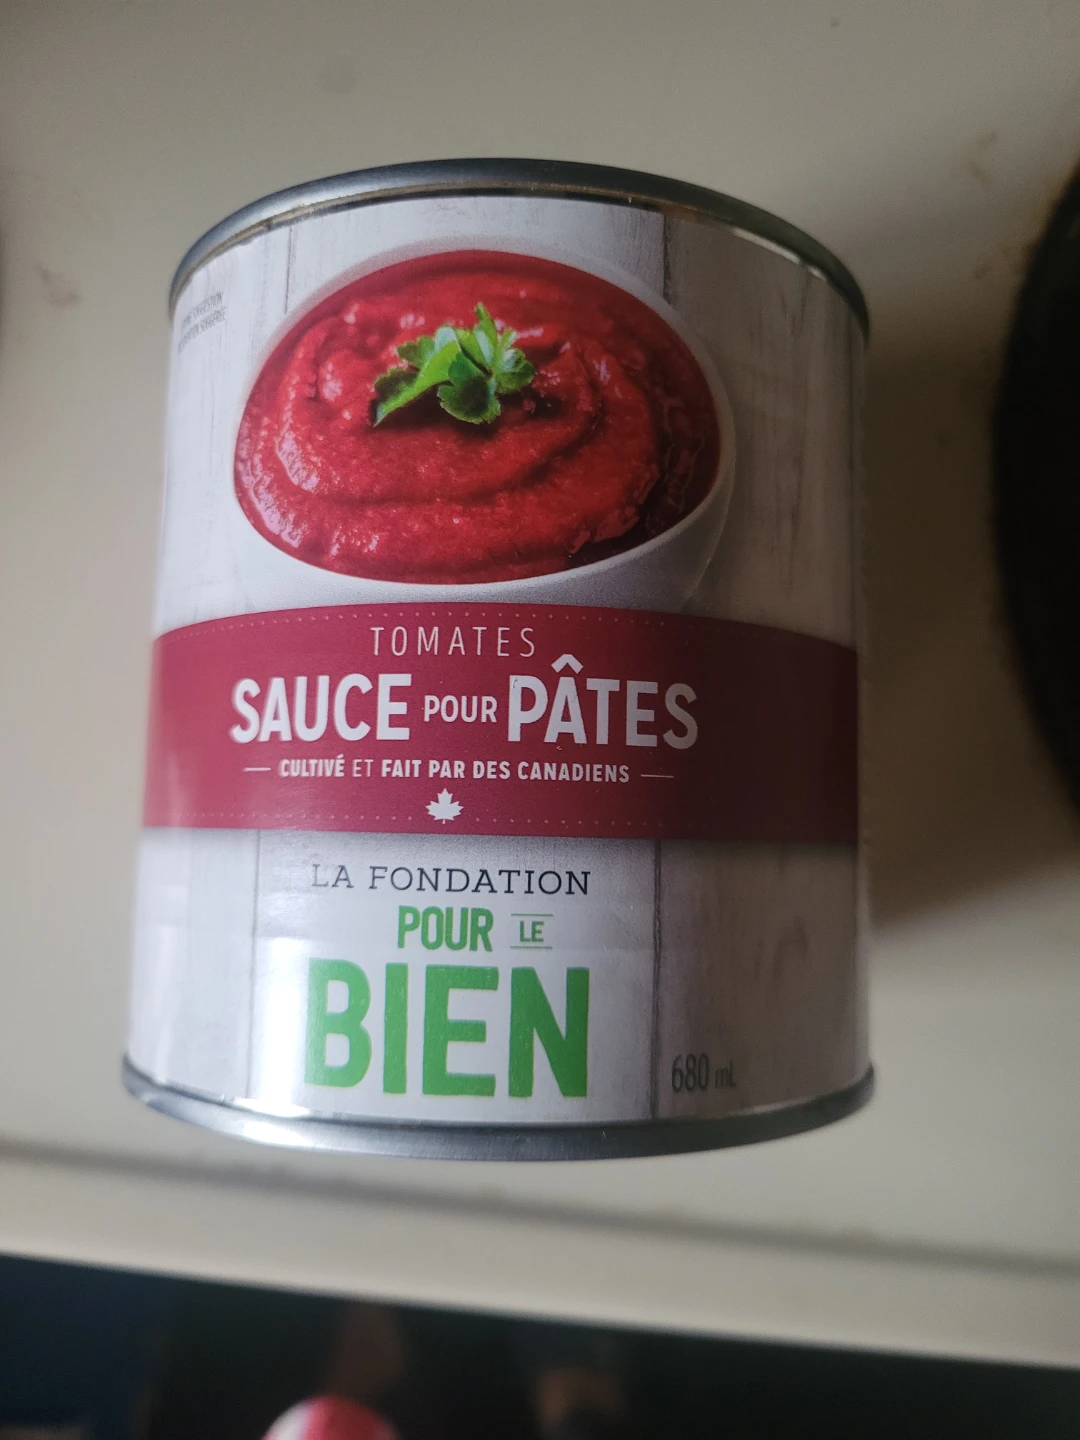 TOMATES
SAUCE POUR PÂTES
CULTIVÉ ET FAIT PAR DES CANADIENS
LA FONDATION
POUR LE
BIEN
680 mL